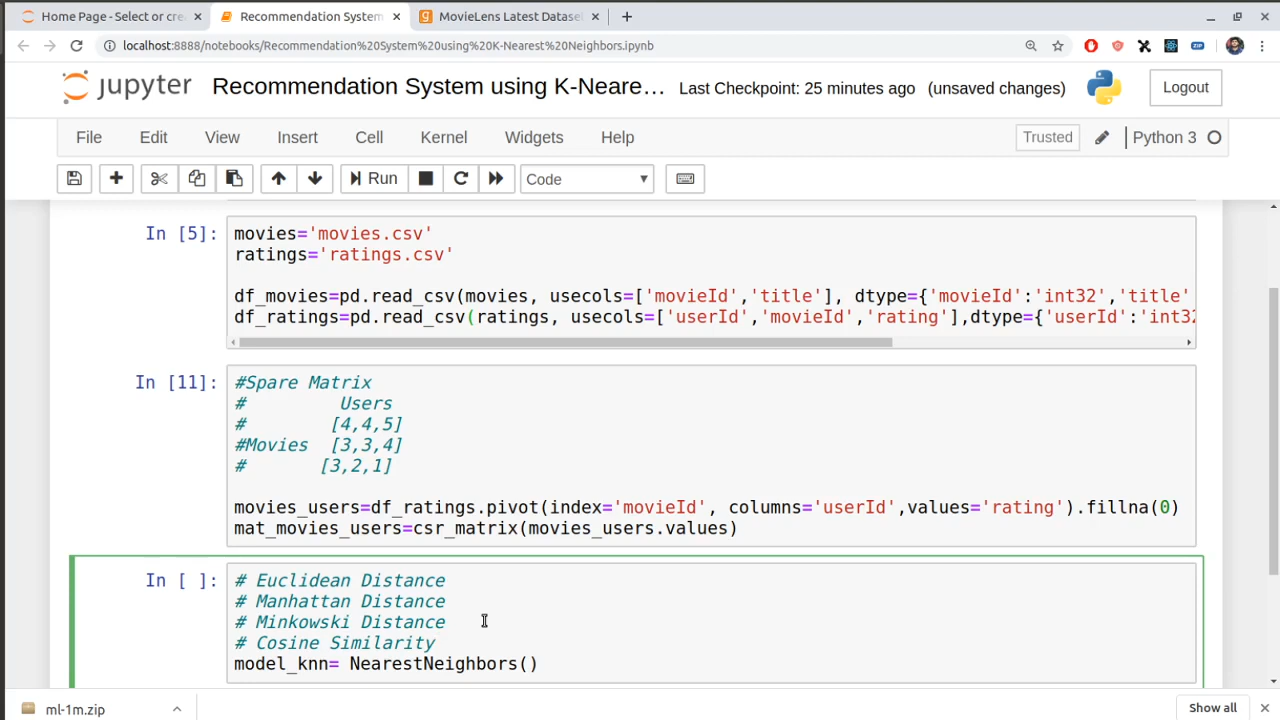 Home Page - Select or cre
Recommendation System
MovieLens Latest Datase
localhost:8888/notebooks/Recommendation%20System%20using%20K-Nearest%20Neighbors.ipynb
ZIP
jupyter Recommendation System using K-Neare... Last Checkpoint: 25 minutes ago (unsaved changes) Logout
File Edit View Insert Cell Kernel Widgets Help Trusted Python 3
Run Code
In [5]:
movies='movies.csv'
ratings='ratings.csv'
df_movies=pd.read_csv(movies, usecols=['movieId','title'], dtype={'movieId':'int32','title'
df_ratings=pd.read_csv(ratings, usecols=['userId','movieId','rating'],dtype={'userId':'int32
In [11]:
#Spare Matrix
#         Users
#        [4,4,5]
#Movies  [3,3,4]
#       [3,2,1]
movies_users=df_ratings.pivot(index='movieId', columns='userId',values='rating').fillna(0)
mat_movies_users=csr_matrix(movies_users.values)
In [ ]:
# Euclidean Distance
# Manhattan Distance
# Minkowski Distance
# Cosine Similarity
model_knn= NearestNeighbors()
ml-1m.zip
Show all